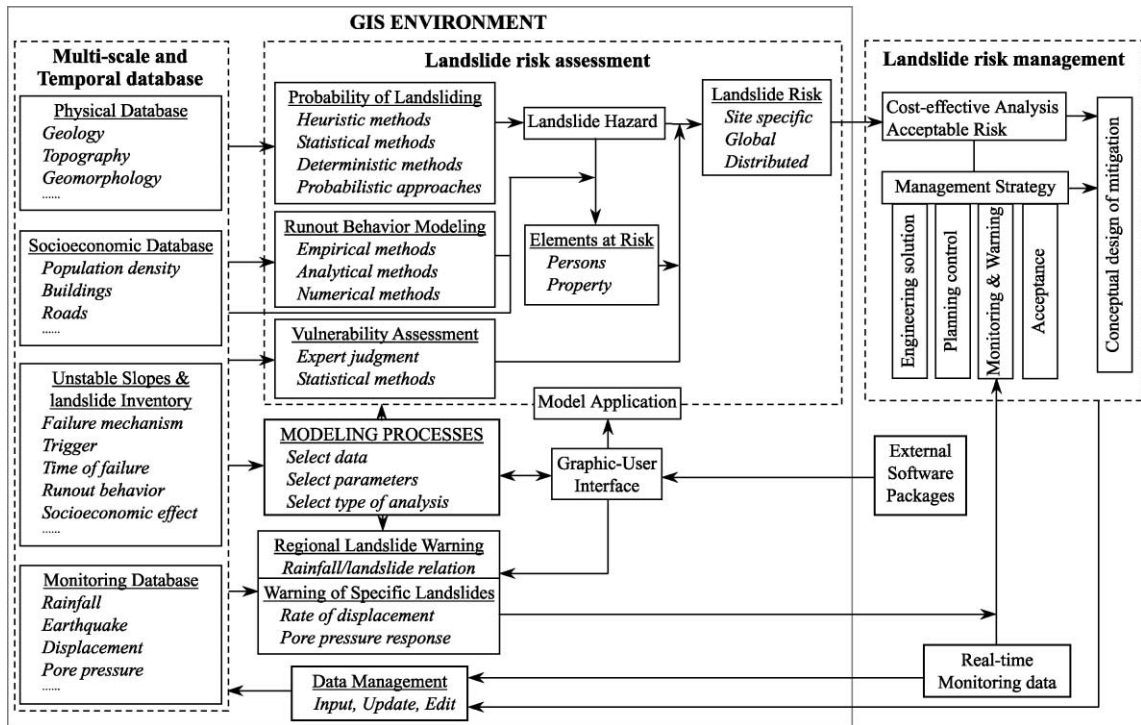 GIS ENVIRONMENT
Multi-scale and
Temporal database
Physical Database
Geology
Topography
Geomorphology
......
Socioeconomic Database
Population density
Buildings
Roads
......
Unstable Slopes &
landslide Inventory
Failure mechanism
Trigger
Time of failure
Runout behavior
Socioeconomic effect
......
Monitoring Database
Rainfall
Earthquake
Displacement
Pore pressure
......
Landslide risk assessment
Probability of Landsliding
Heuristic methods
Statistical methods
Deterministic methods
Probabilistic approaches
Runout Behavior Modeling
Empirical methods
Analytical methods
Numerical methods
Vulnerability Assessment
Expert judgment
Statistical methods
Landslide Hazard
Elements at Risk
Persons
Property
Landslide Risk
Site specific
Global
Distributed
Model Application
MODELING PROCESSES
Select data
Select parameters
Select type of analysis
Graphic-User
Interface
Regional Landslide Warning
Rainfall/landslide relation
Warning of Specific Landslides
Rate of displacement
Pore pressure response
Data Management
Input, Update, Edit
Landslide risk management
Cost-effective Analysis
Acceptable Risk
Management Strategy
Engineering solution
Planning control
Monitoring & Warning
Acceptance
Conceptual design of mitigation
External
Software
Packages
Real-time
Monitoring data